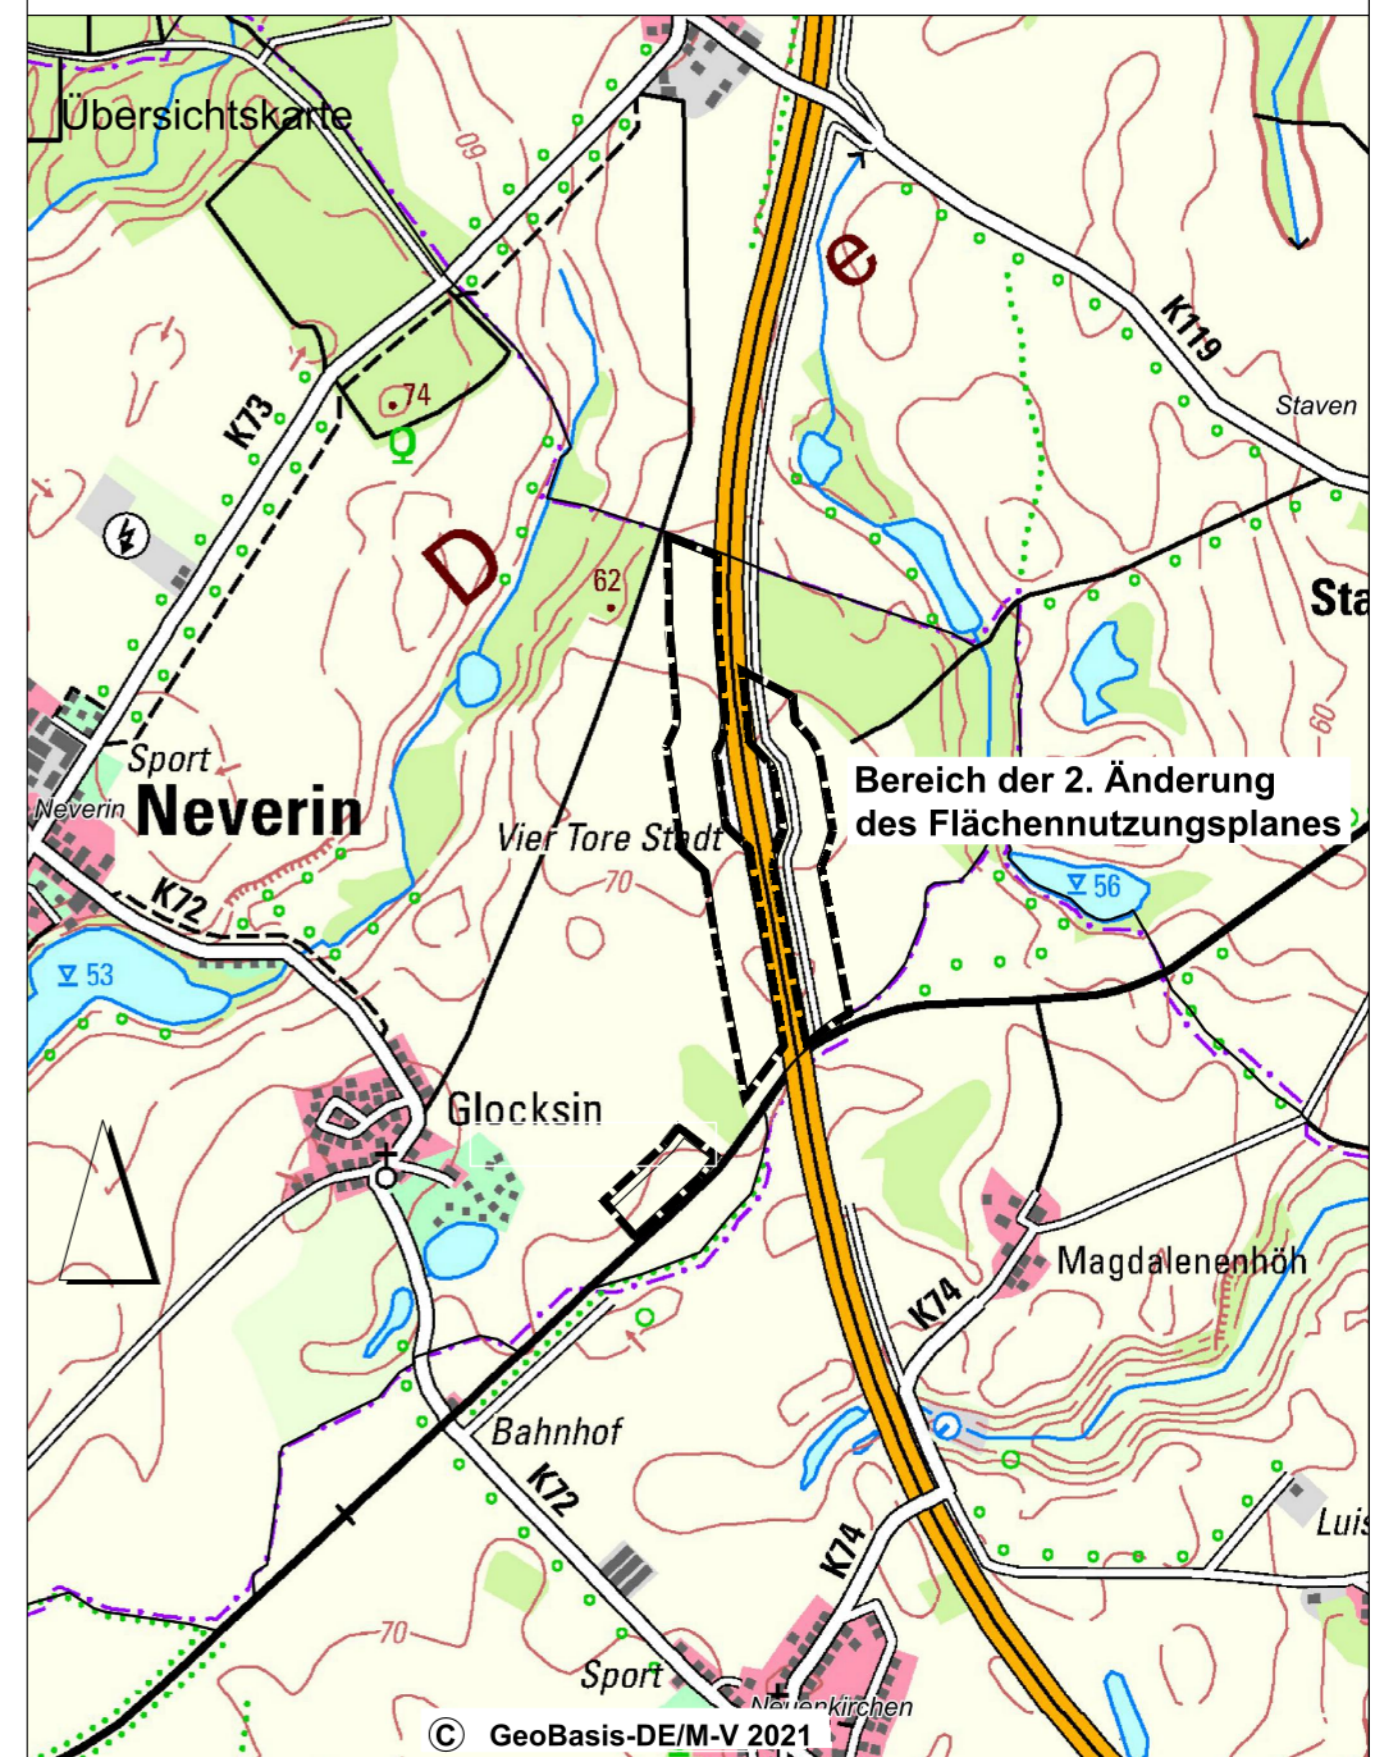 Übersichtskarte
60
e
K119
74
K73
Staven
D
62
Sta
60
Sport
Neverin
Neverin
Bereich der 2. Änderung
des Flächennutzungsplanes
Vier Tore Stadt
70
56
K72
53
Glocksin
Magdalenenhöh
K74
Bahnhof
K72
K74
Luis
70
Sport
Neuenkirchen
© GeoBasis-DE/M-V 2021